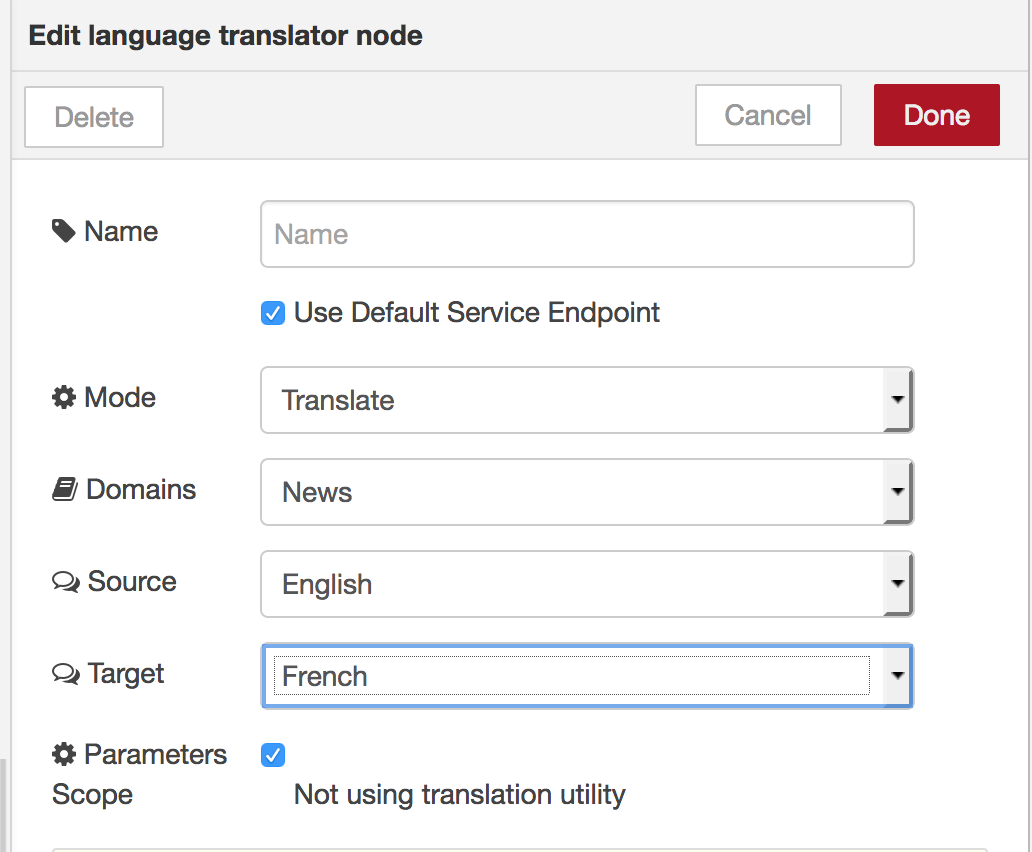 Edit language translator node
Delete
Cancel
Done
Name
Name
Use Default Service Endpoint
Mode
Translate
Domains
News
Source
English
Target
French
Parameters
Scope
Not using translation utility